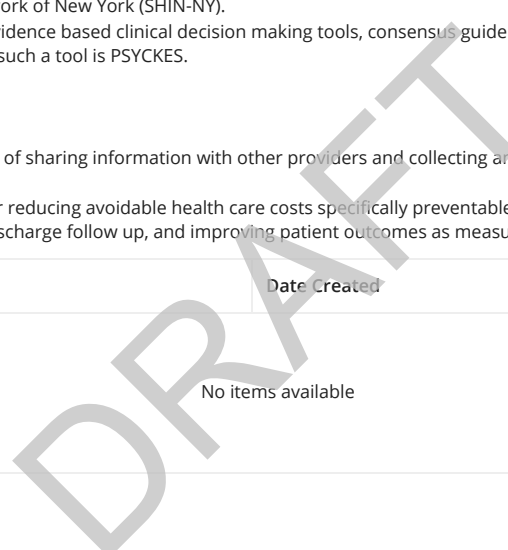 ork of New York (SHIN-NY).
idence based clinical decision making tools, consensus guide
such a tool is PSYCKES.
of sharing information with other providers and collecting an
r reducing avoidable health care costs specifically preventable
scharge follow up, and improving patient outcomes as measu
Date Created
No items available
DRAFT